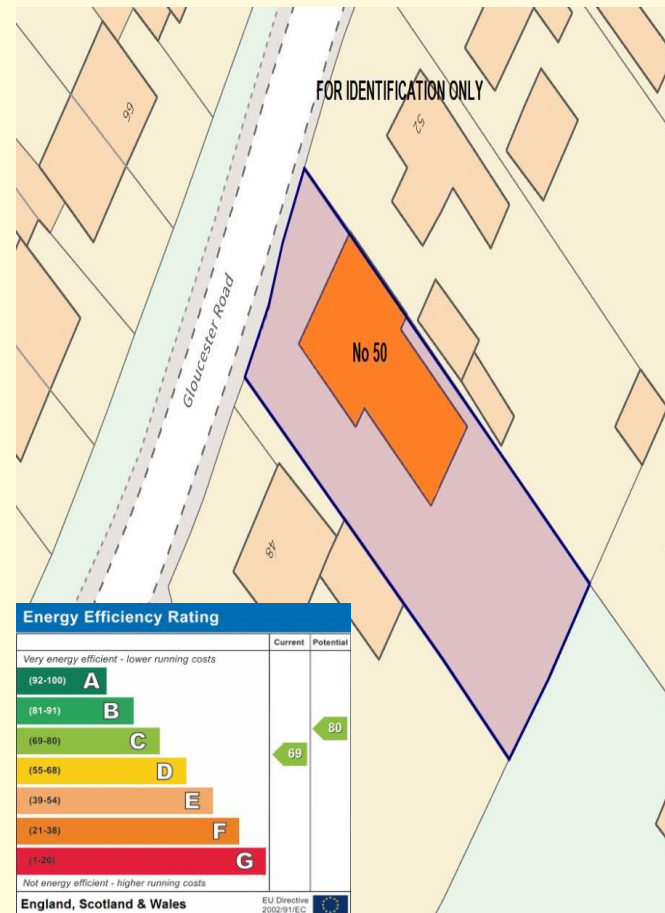 FOR IDENTIFICATION ONLY
66
52
Gloucester Road
No 50
48
Energy Efficiency Rating
Current Potential
Very energy efficient - lower running costs
(92-100) A
(81-91) B
(69-80) C
80
69
(55-68) D
(39-54) E
(21-38) F
(1-20) G
Not energy efficient - higher running costs
England, Scotland & Wales
EU Directive
2002/91/EC